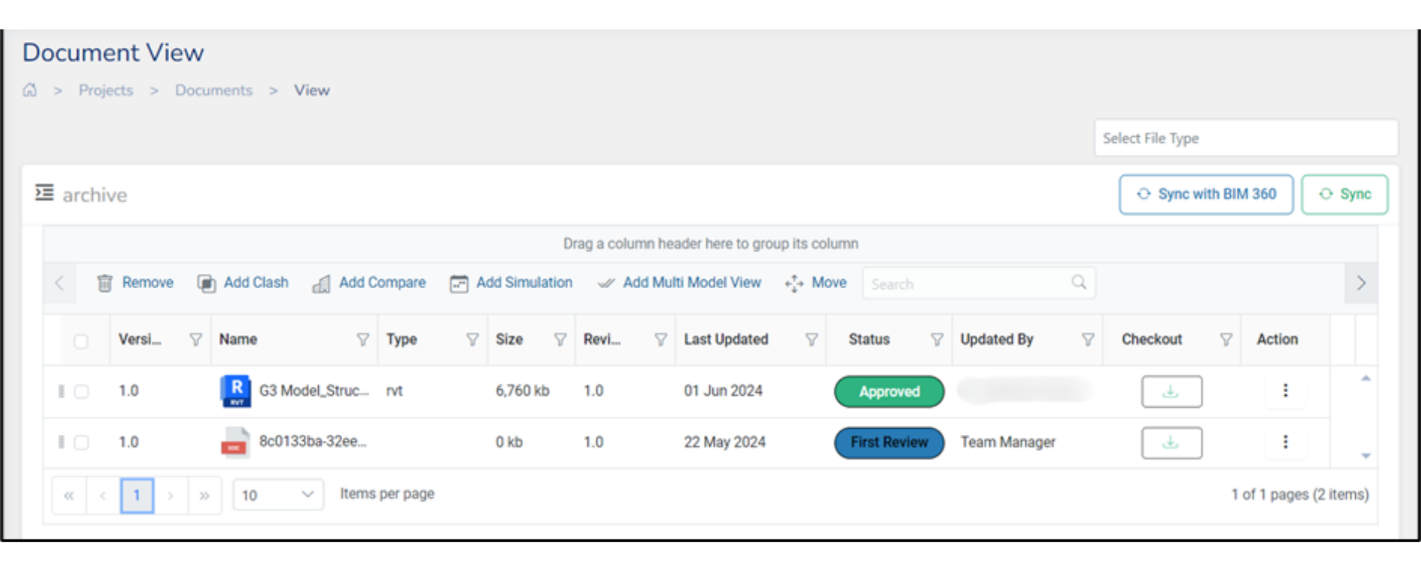 Document View
> Projects > Documents > View
Select File Type
archive
Sync with BIM 360
Sync
Drag a column header here to group its column
Remove Add Clash Add Compare Add Simulation Add Multi Model View Move Search
Versi... Name Type Size Revi... Last Updated Status Updated By Checkout Action
1.0 R RVT G3 Model_Struc... rvt 6,760 kb 1.0 01 Jun 2024 Approved
1.0 8c0133ba-32ee... 0 kb 1.0 22 May 2024 First Review Team Manager
« < 1 > » 10 Items per page 1 of 1 pages (2 items)